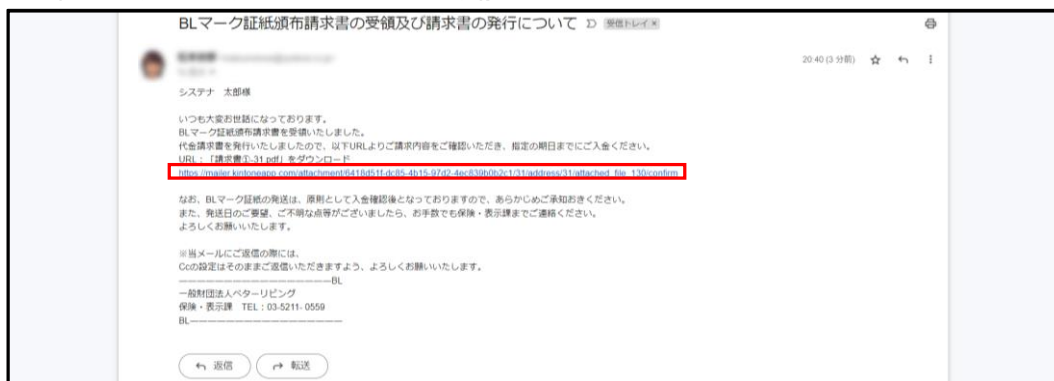 BLマーク証紙頒布請求書の受領及び請求書の発行について 受信トレイ ×
20:40 (3 分前)
システナ 太郎様
いつも大変お世話になっております。
BLマーク証紙頒布請求書を受領いたしました。
代金請求書を発行いたしましたので、以下URLよりご請求内容をご確認いただき、指定の期日までにご入金ください。
URL：「請求書①-31.pdf」をダウンロード
https://mailer.kintoneapp.com/attachment/6418d51f-dc85-4b15-97d2-4ec839b0b2c1/31/address/31/attached_file_130/confirm
なお、BLマーク証紙の発送は、原則として入金確認後となっておりますので、あらかじめご承知おきください。
また、発送日のご要望、ご不明な点等がございましたら、お手数でも保険・表示課までご連絡ください。
よろしくお願いいたします。
※当メールにご返信の際には、
Ccの設定はそのままご返信いただきますよう、よろしくお願いいたします。
―――――――――――――――――BL
一般財団法人ベターリビング
保険・表示課 TEL：03-5211- 0559
BL―――――――――――――――――
返信 転送